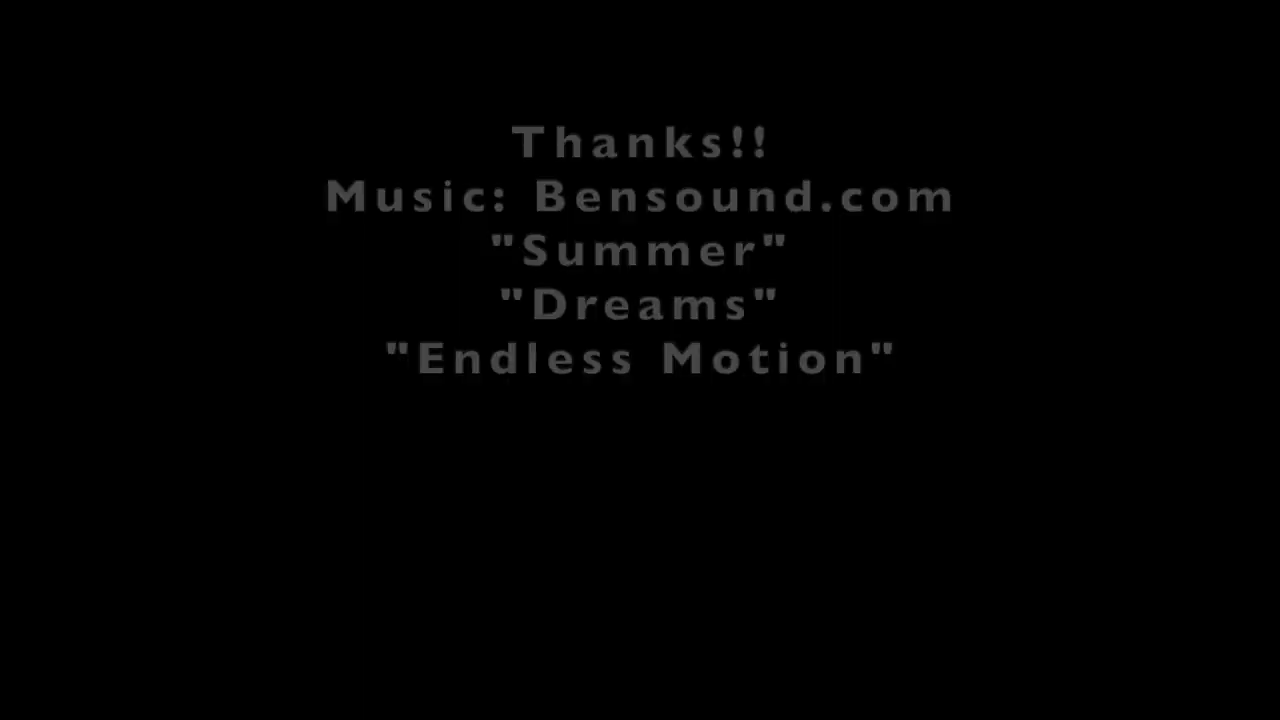 Thanks!!
Music: Bensound.com
"Summer"
"Dreams"
"Endless Motion"